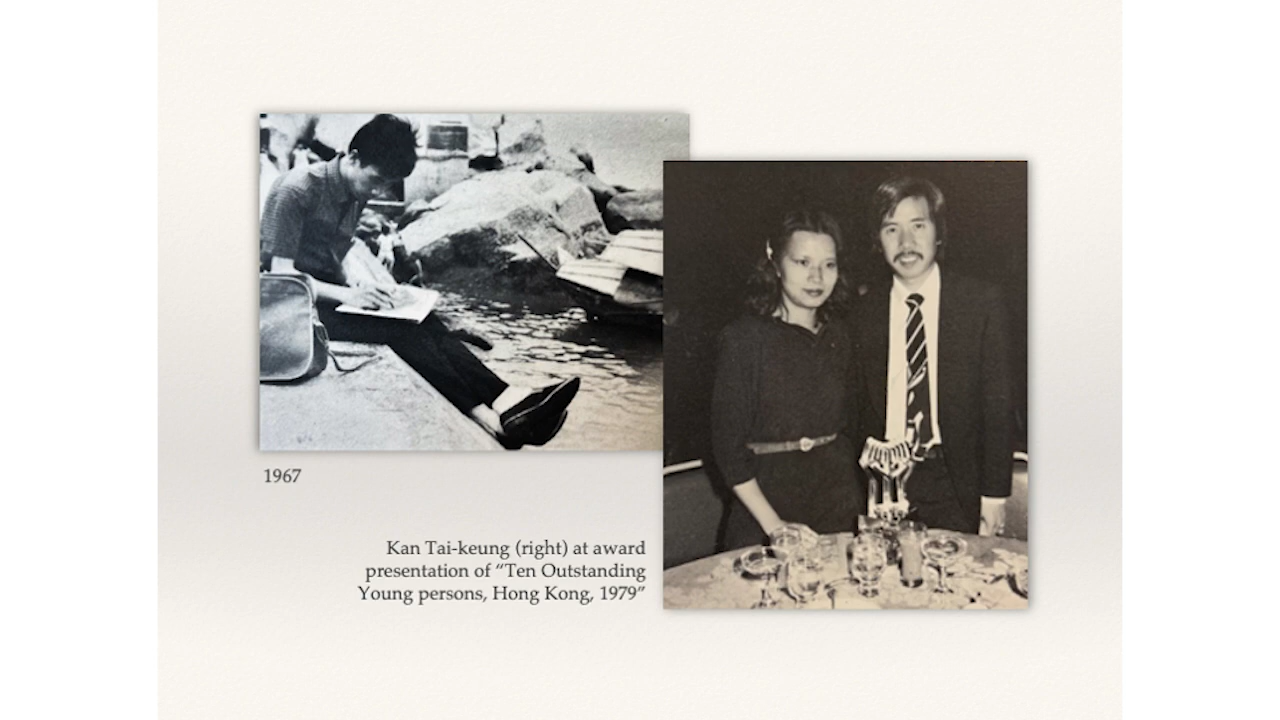 1967
Kan Tai-keung (right) at award
presentation of “Ten Outstanding
Young persons, Hong Kong, 1979”